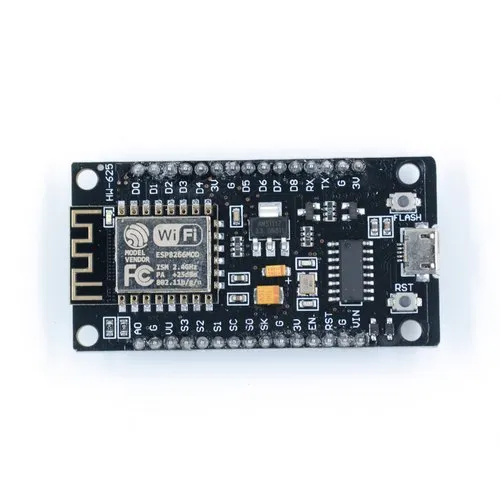 HW-625
D0 D1 D2 D3 D4 3V G D5 D6 D7 D8 RX TX G 3V
FLASH
WiFi
MODEL
VENDOR
ESP8266MOD
FC
ISM 2.4GHz
PA +25dBm
802.11b/g/n
RST
A0 G VU S3 S2 S1 SC S0 SK G 3V EN RST G VIN